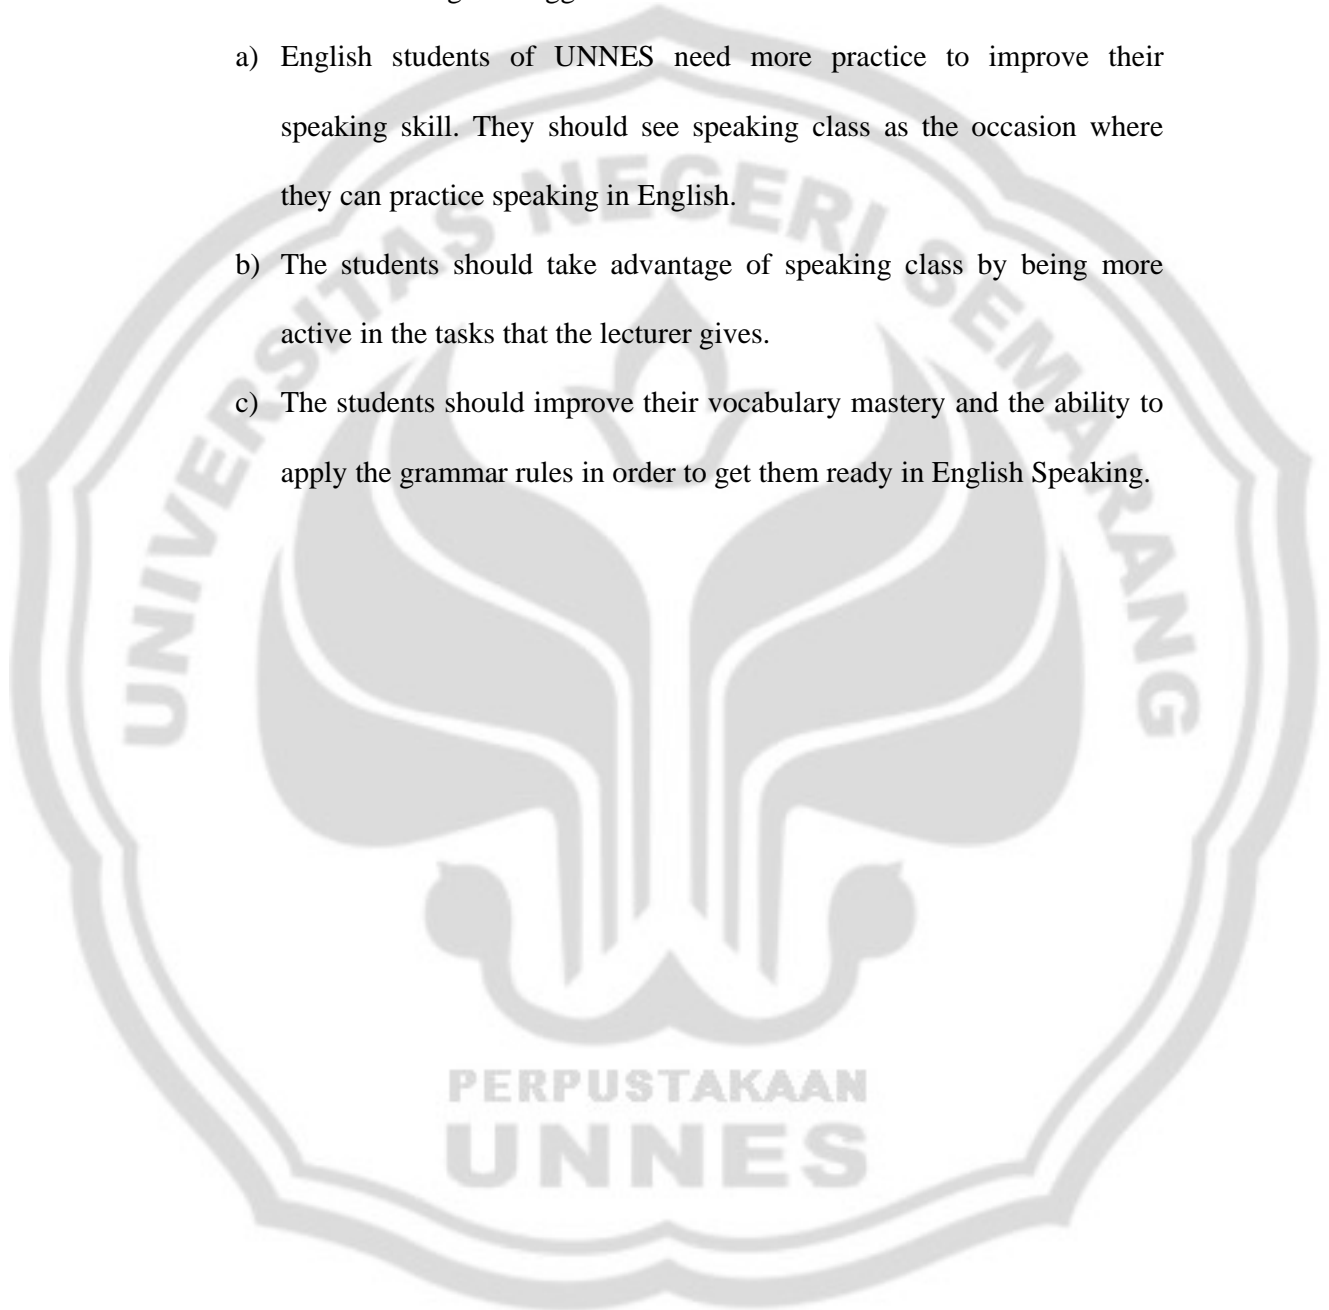 a) English students of UNNES need more practice to improve their
speaking skill. They should see speaking class as the occasion where
they can practice speaking in English.
b) The students should take advantage of speaking class by being more
active in the tasks that the lecturer gives.
c) The students should improve their vocabulary mastery and the ability to
apply the grammar rules in order to get them ready in English Speaking.
UNIVERSITAS NEGERI SEMARANG
PERPUSTAKAAN
UNNES